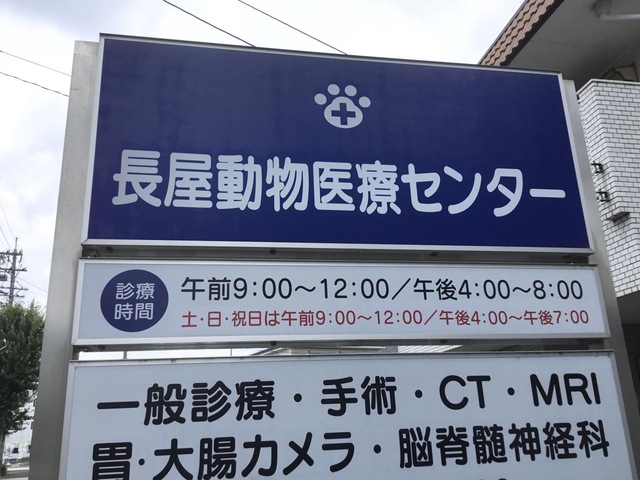 長屋動物医療センター
診療時間
午前9:00〜12:00／午後4:00〜8:00
土・日・祝日は午前9:00〜12:00／午後4:00〜午後7:00
一般診療・手術・CT・MRI
胃・大腸カメラ・脳脊髄神経科